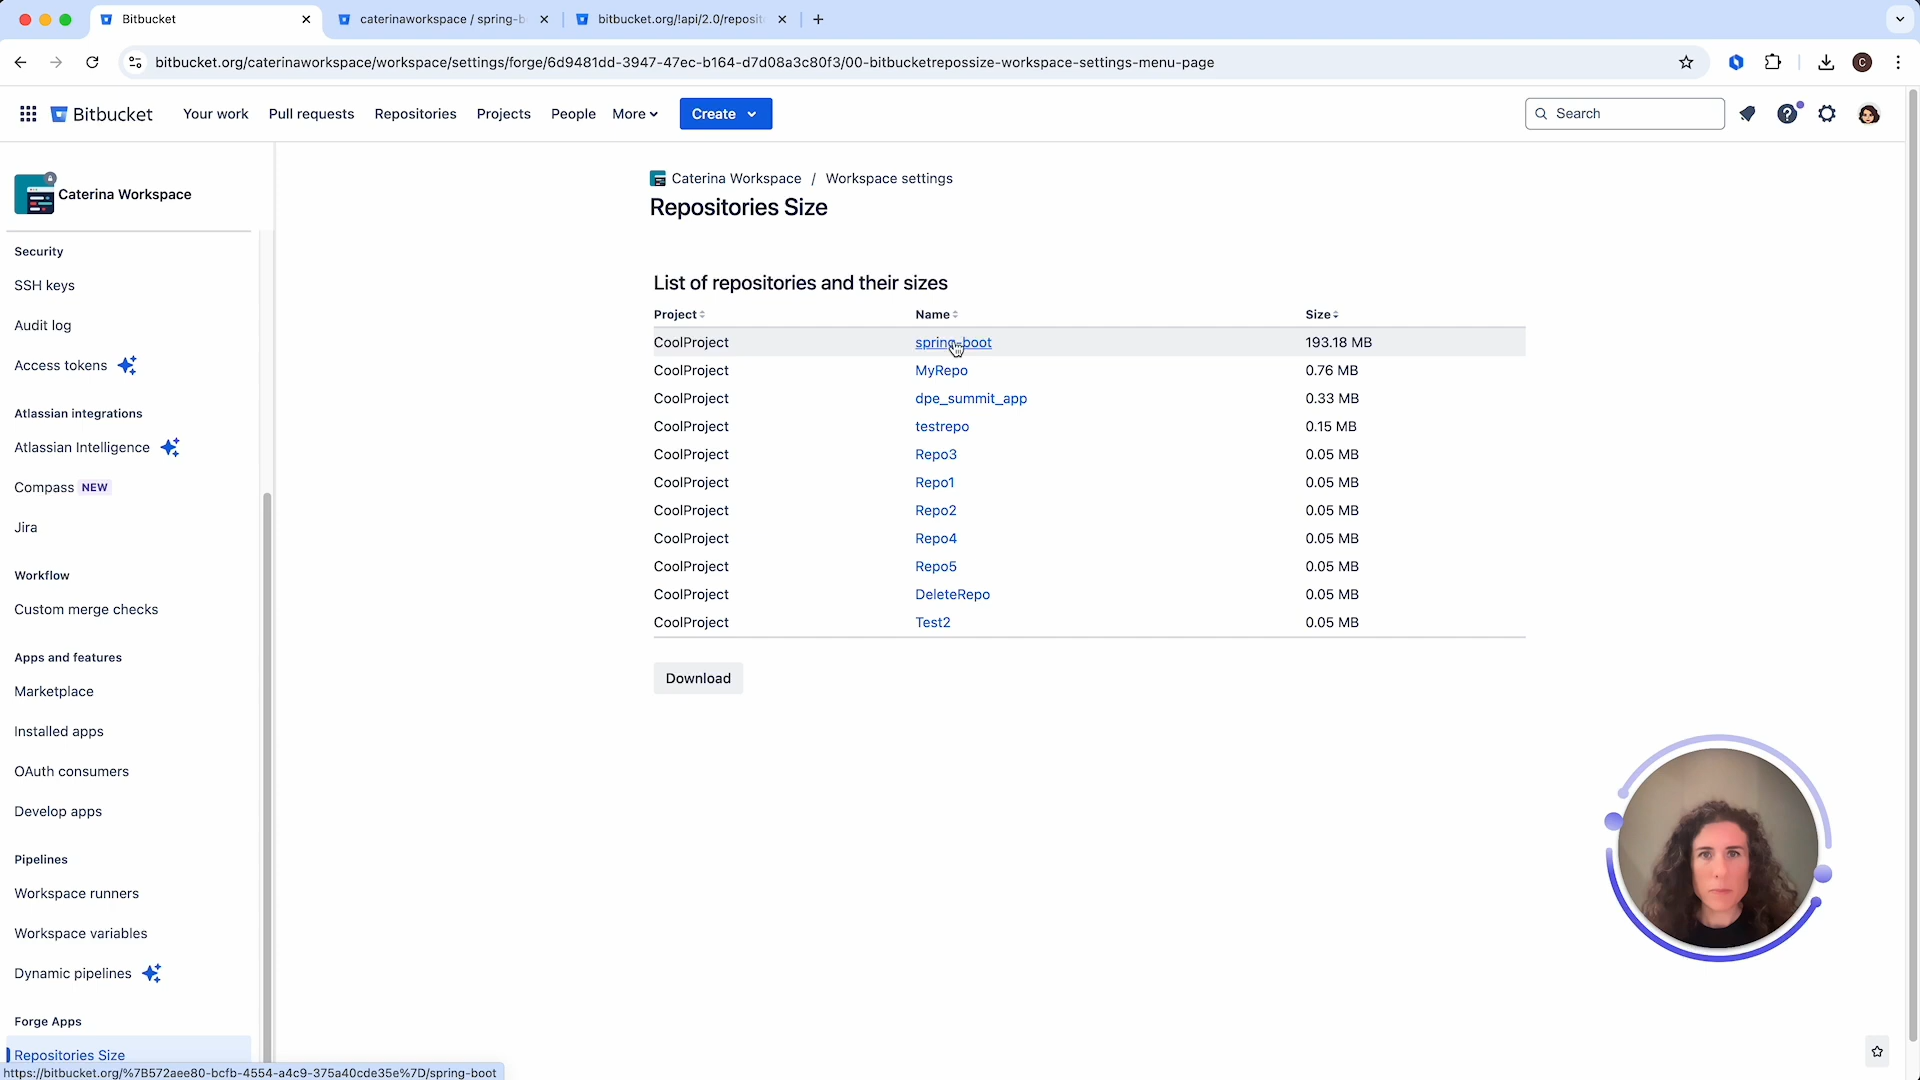 Bitbucket
caterinaworkspace / spring-b
bitbucket.org/!api/2.0/reposit
bitbucket.org/caterinaworkspace/workspace/settings/forge/6d9481dd-3947-47ec-b164-d7d08a3c80f3/00-bitbucketrepossize-workspace-settings-menu-page
C
Bitbucket
Your work
Pull requests
Repositories
Projects
People
More
Create
Search
Caterina Workspace
Security
SSH keys
Audit log
Access tokens
Atlassian integrations
Atlassian Intelligence
Compass NEW
Jira
Workflow
Custom merge checks
Apps and features
Marketplace
Installed apps
OAuth consumers
Develop apps
Pipelines
Workspace runners
Workspace variables
Dynamic pipelines
Forge Apps
Repositories Size
Caterina Workspace / Workspace settings
Repositories Size
List of repositories and their sizes
Project Name Size
CoolProject spring-boot 193.18 MB
CoolProject MyRepo 0.76 MB
CoolProject dpe_summit_app 0.33 MB
CoolProject testrepo 0.15 MB
CoolProject Repo3 0.05 MB
CoolProject Repo1 0.05 MB
CoolProject Repo2 0.05 MB
CoolProject Repo4 0.05 MB
CoolProject Repo5 0.05 MB
CoolProject DeleteRepo 0.05 MB
CoolProject Test2 0.05 MB
Download
https://bitbucket.org/%7B572aee80-bcfb-4554-a4c9-375a40cde35e%7D/spring-boot